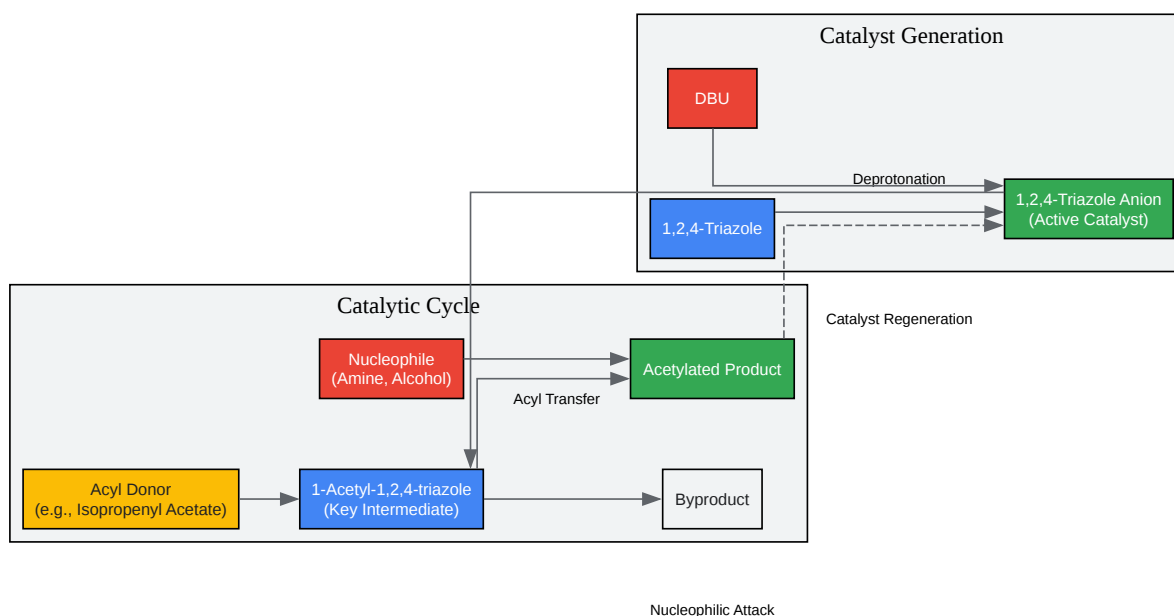 Catalyst Generation
DBU
Deprotonation
1,2,4-Triazole Anion
(Active Catalyst)
1,2,4-Triazole
Catalytic Cycle
Catalyst Regeneration
Nucleophile
(Amine, Alcohol)
Acetylated Product
Acyl Transfer
Acyl Donor
(e.g., Isopropenyl Acetate)
1-Acetyl-1,2,4-triazole
(Key Intermediate)
Byproduct
Nucleophilic Attack